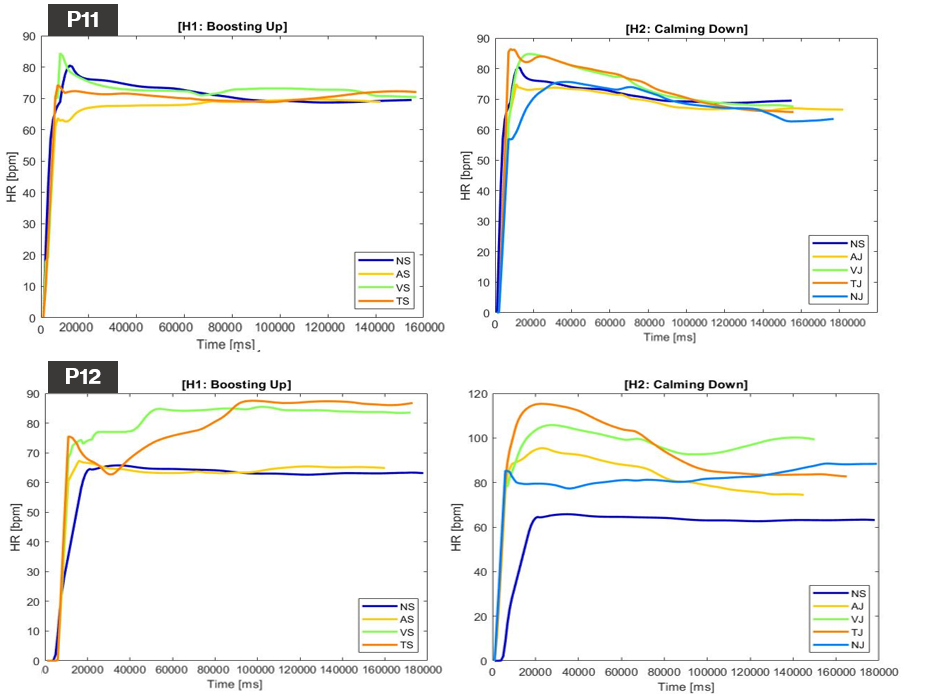 P11
[H1: Boosting Up]
[H2: Calming Down]
90
80
70
60
50
40
30
20
10
0
HR [bpm]
0 20000 40000 60000 80000 100000 120000 140000 160000
Time [ms]
NS
AS
VS
TS
90
80
70
60
50
40
30
20
10
0
HR [bpm]
0 20000 40000 60000 80000 100000 120000 140000 160000 180000
Time [ms]
NS
AJ
VJ
TJ
NJ
P12
[H1: Boosting Up]
[H2: Calming Down]
90
80
70
60
50
40
30
20
10
0
HR [bpm]
0 20000 40000 60000 80000 100000 120000 140000 160000 180000
Time [ms]
NS
AS
VS
TS
120
100
80
60
40
20
0
HR [bpm]
0 20000 40000 60000 80000 100000 120000 140000 160000 180000
Time [ms]
NS
AJ
VJ
TJ
NJ